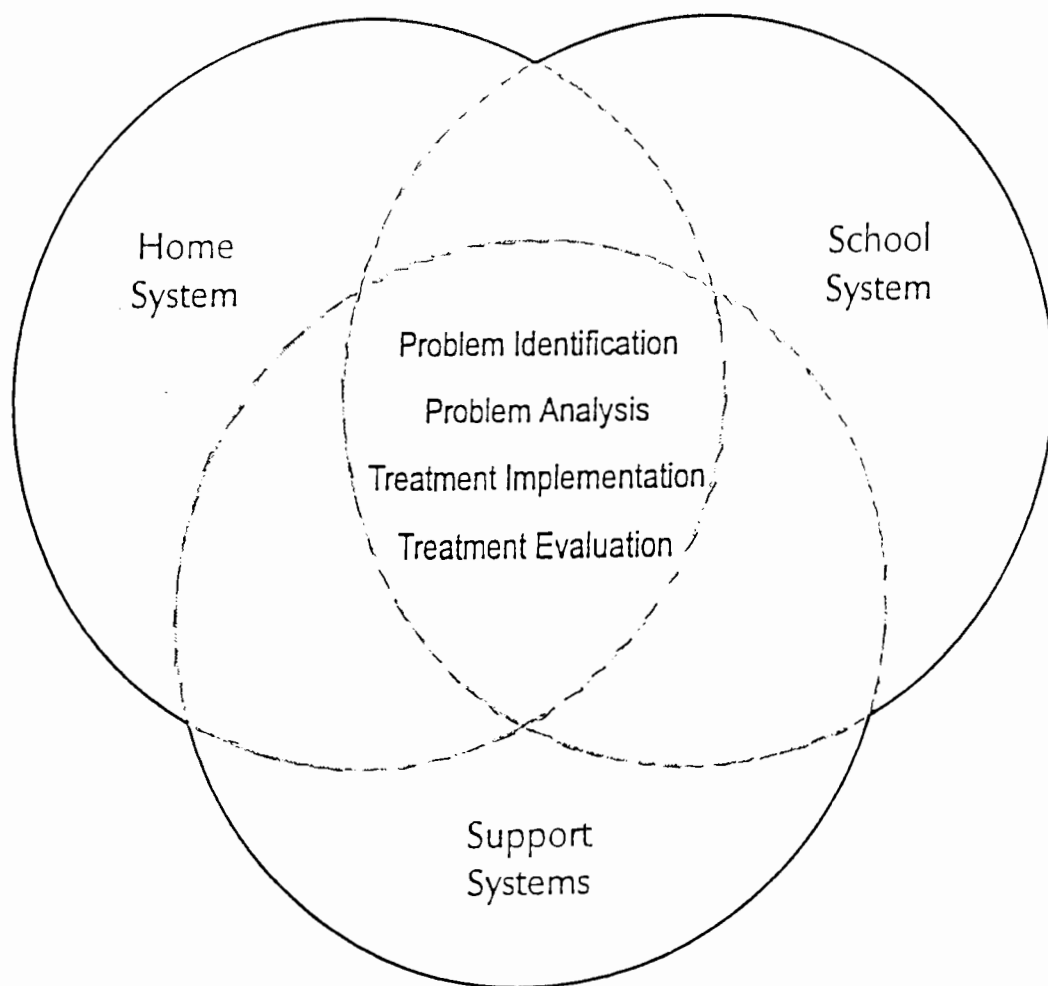 Home
System
School
System
Problem Identification
Problem Analysis
Treatment Implementation
Treatment Evaluation
Support
Systems